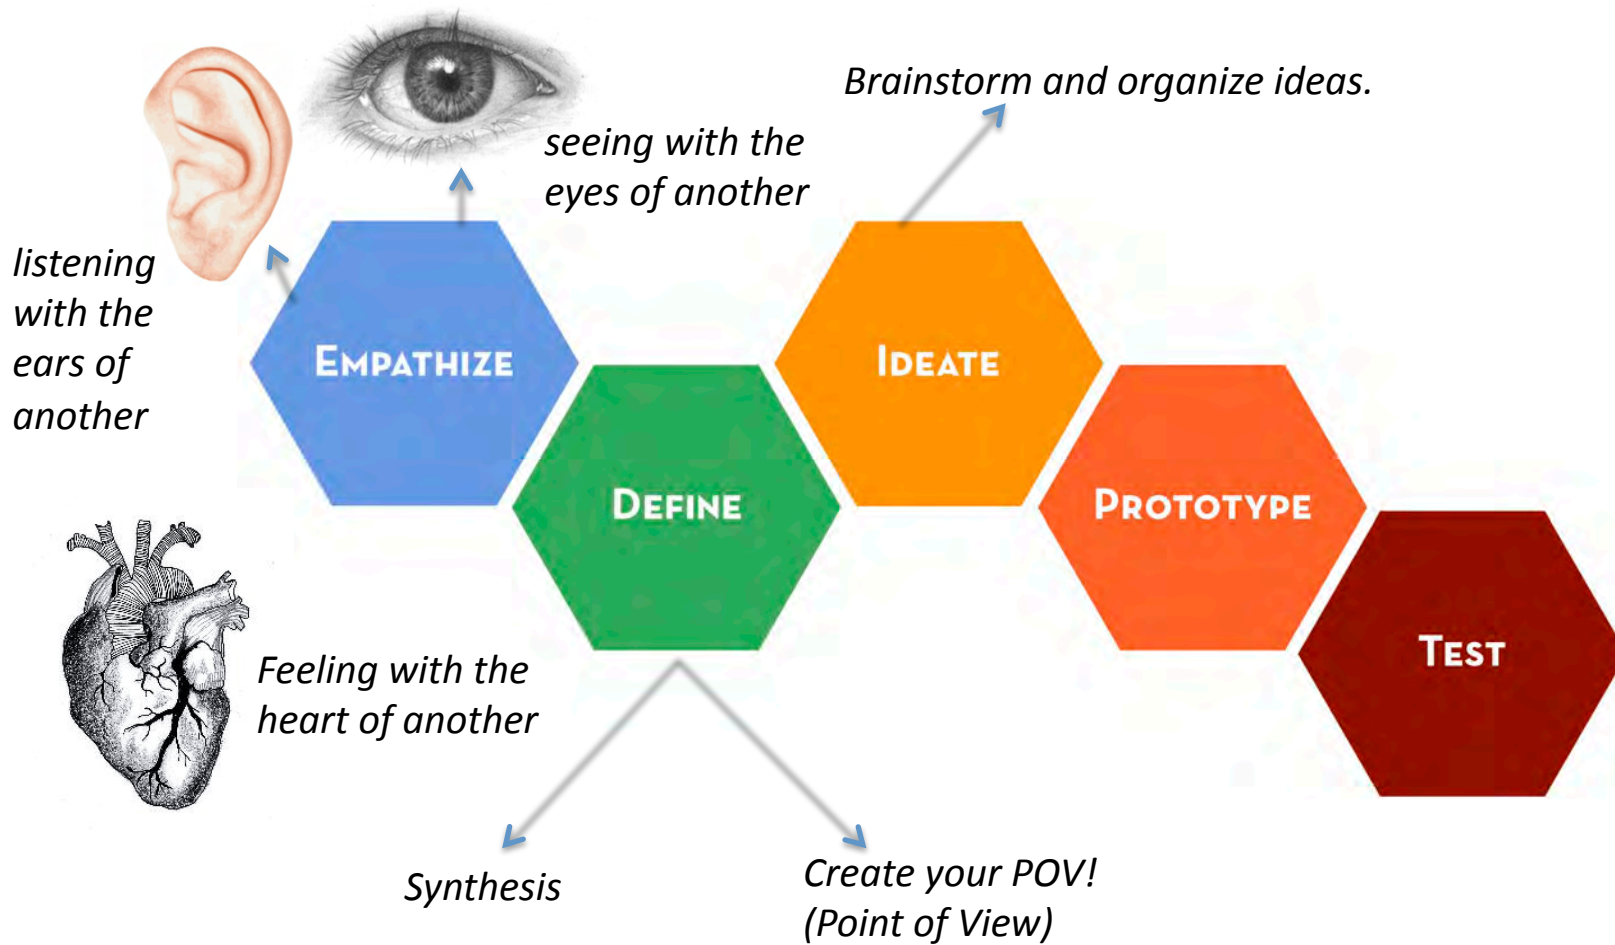 Brainstorm and organize ideas.
seeing with the
eyes of another
listening
with the
ears of
another
EMPATHIZE
IDEATE
DEFINE
PROTOTYPE
TEST
Feeling with the
heart of another
Synthesis
Create your POV!
(Point of View)